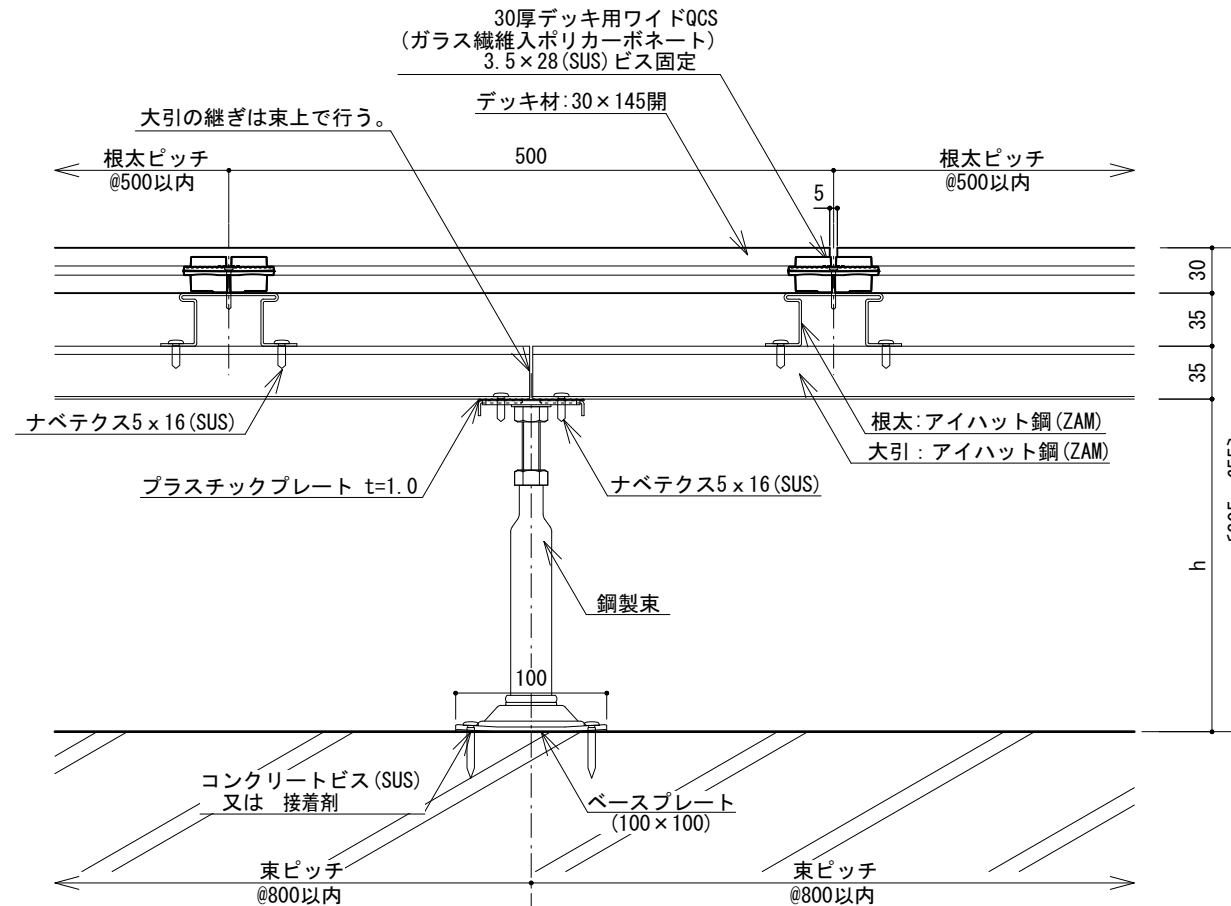 30厚デッキ用ワイドQCS
(ガラス繊維入ポリカーボネート)
3.5×28(SUS)ビス固定
デッキ材:30×145開
大引の継ぎは束上で行う。
根太ピッチ
@500以内
500
根太ピッチ
@500以内
5
30
35
35
ナベテクス5x16(SUS)
根太:アイハット鋼(ZAM)
大引:アイハット鋼(ZAM)
プラスチックプレート t=1.0
ナベテクス5x16(SUS)
h
鋼製束
100
コンクリートビス(SUS)
又は 接着剤
ベースプレート
(100×100)
束ピッチ
@800以内
束ピッチ
@800以内